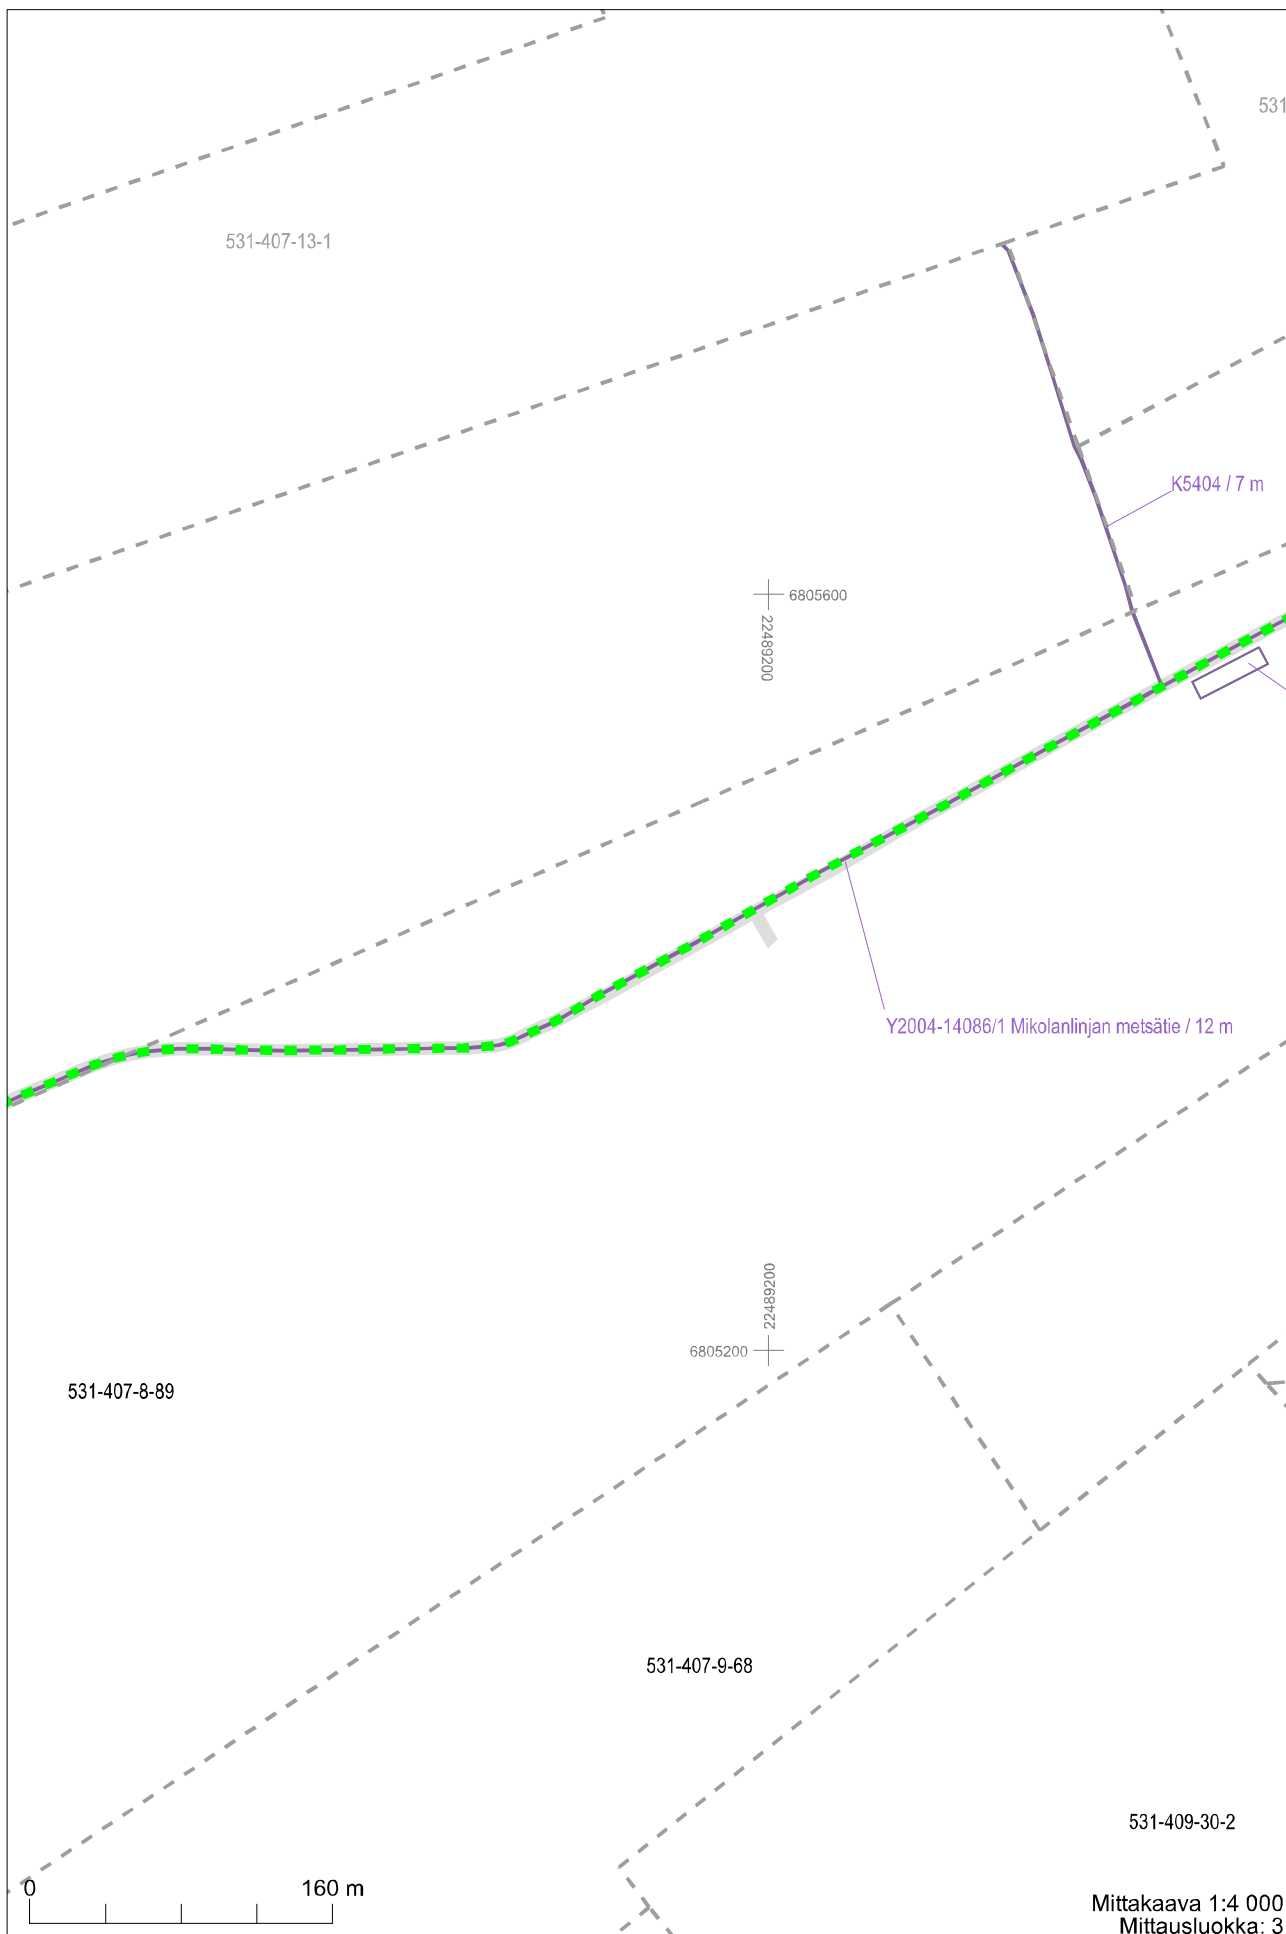 531
531-407-13-1
K5404 / 7 m
6805600
22489200
Y2004-14086/1 Mikolanlinjan metsätie / 12 m
22489200
6805200
531-407-8-89
531-407-9-68
531-409-30-2
0 160 m
Mittakaava 1:4 000
Mittausluokka: 3